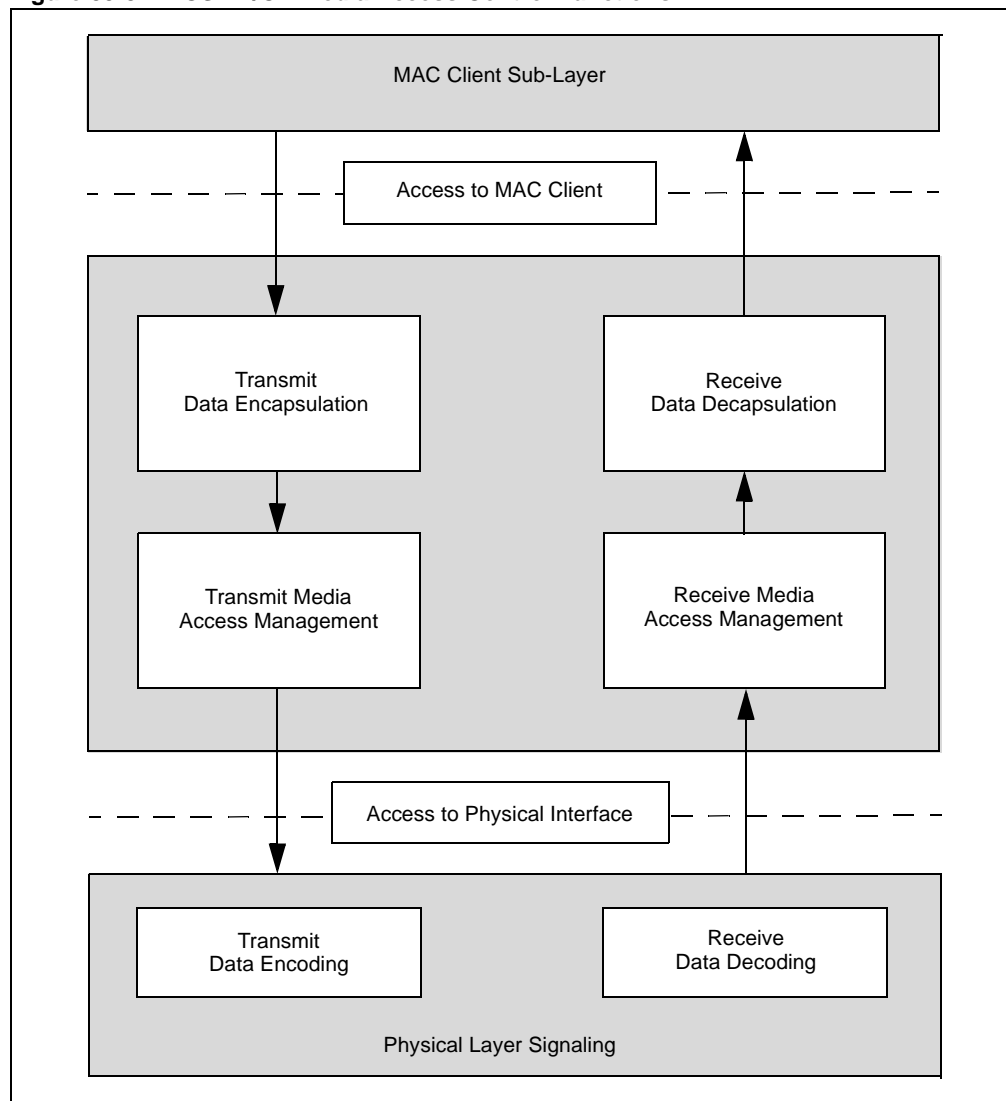 MAC Client Sub-Layer
Access to MAC Client
Transmit
Data Encapsulation
Receive
Data Decapsulation
Transmit Media
Access Management
Receive Media
Access Management
Access to Physical Interface
Transmit
Data Encoding
Receive
Data Decoding
Physical Layer Signaling